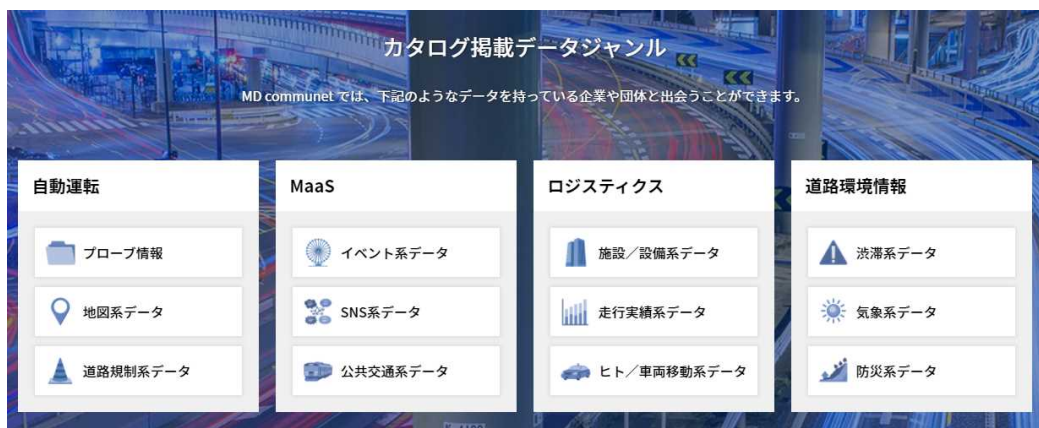 カタログ掲載データジャンル
MD communet では、下記のようなデータを持っている企業や団体と出会うことができます。
自動運転
プローブ情報
地図系データ
道路規制系データ
MaaS
イベント系データ
SNS系データ
公共交通系データ
ロジスティクス
施設／設備系データ
走行実績系データ
ヒト／車両移動系データ
道路環境情報
渋滞系データ
気象系データ
防災系データ